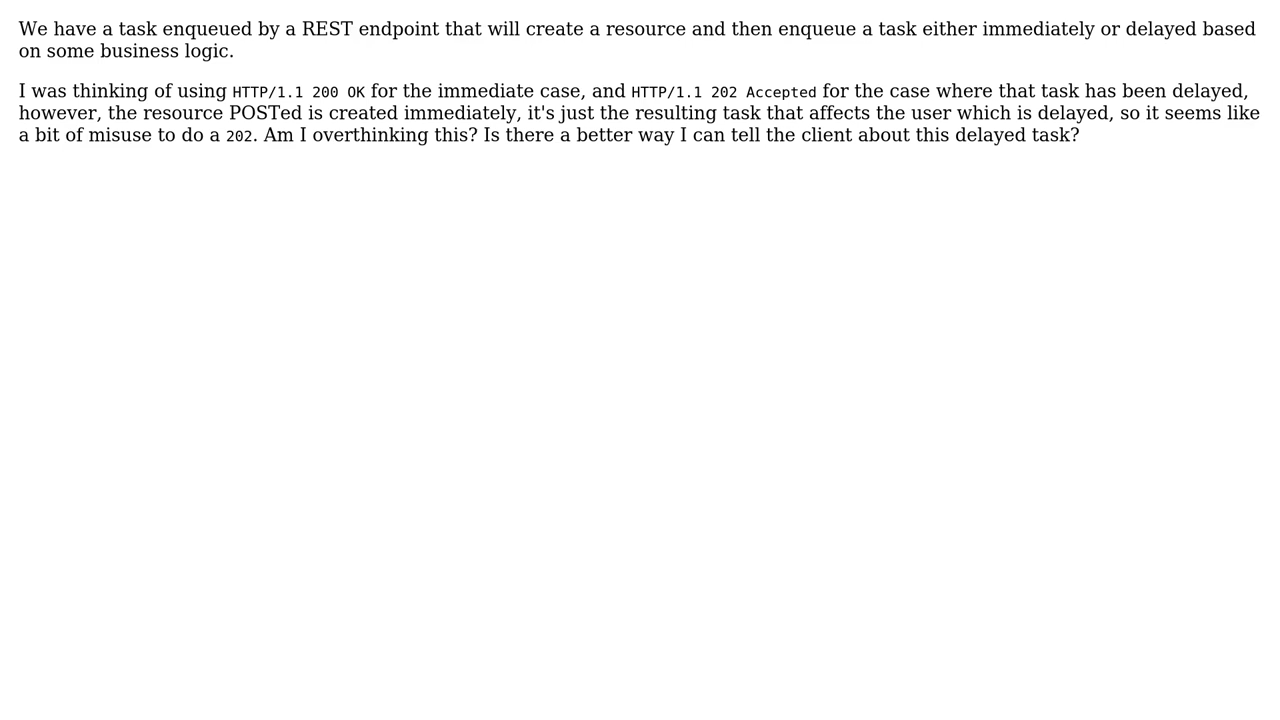 We have a task enqueued by a REST endpoint that will create a resource and then enqueue a task either immediately or delayed based
on some business logic.
I was thinking of using HTTP/1.1 200 OK for the immediate case, and HTTP/1.1 202 Accepted for the case where that task has been delayed,
however, the resource POSTed is created immediately, it's just the resulting task that affects the user which is delayed, so it seems like
a bit of misuse to do a 202. Am I overthinking this? Is there a better way I can tell the client about this delayed task?